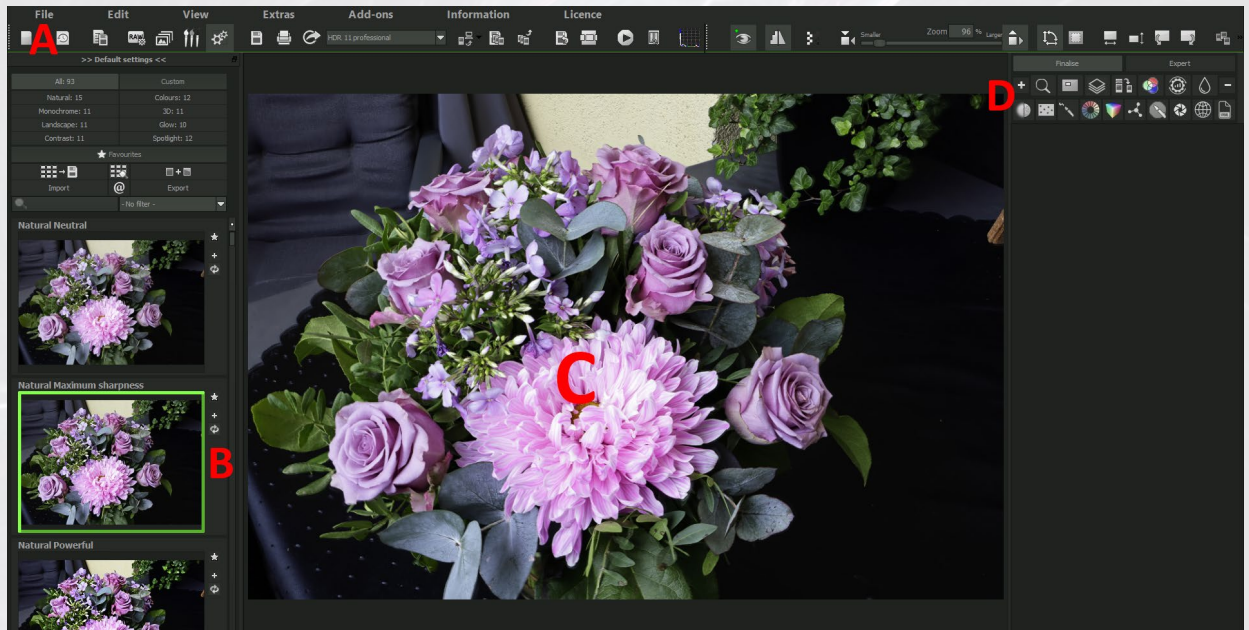 File Edit View Extras Add-ons Information Licence
A
RAW
HDR 11 professional
Smaller
Zoom 96 % Larger
>> Default settings <<
All: 93 Custom
Natural: 15 Colours: 12
Monochrome: 11 3D: 11
Landscape: 11 Glow: 10
Contrast: 11 Spotlight: 12
Favourites
Import @ Export
- No filter -
Natural Neutral
Natural Maximum sharpness
B
Natural Powerful
C
Finalise Expert
D